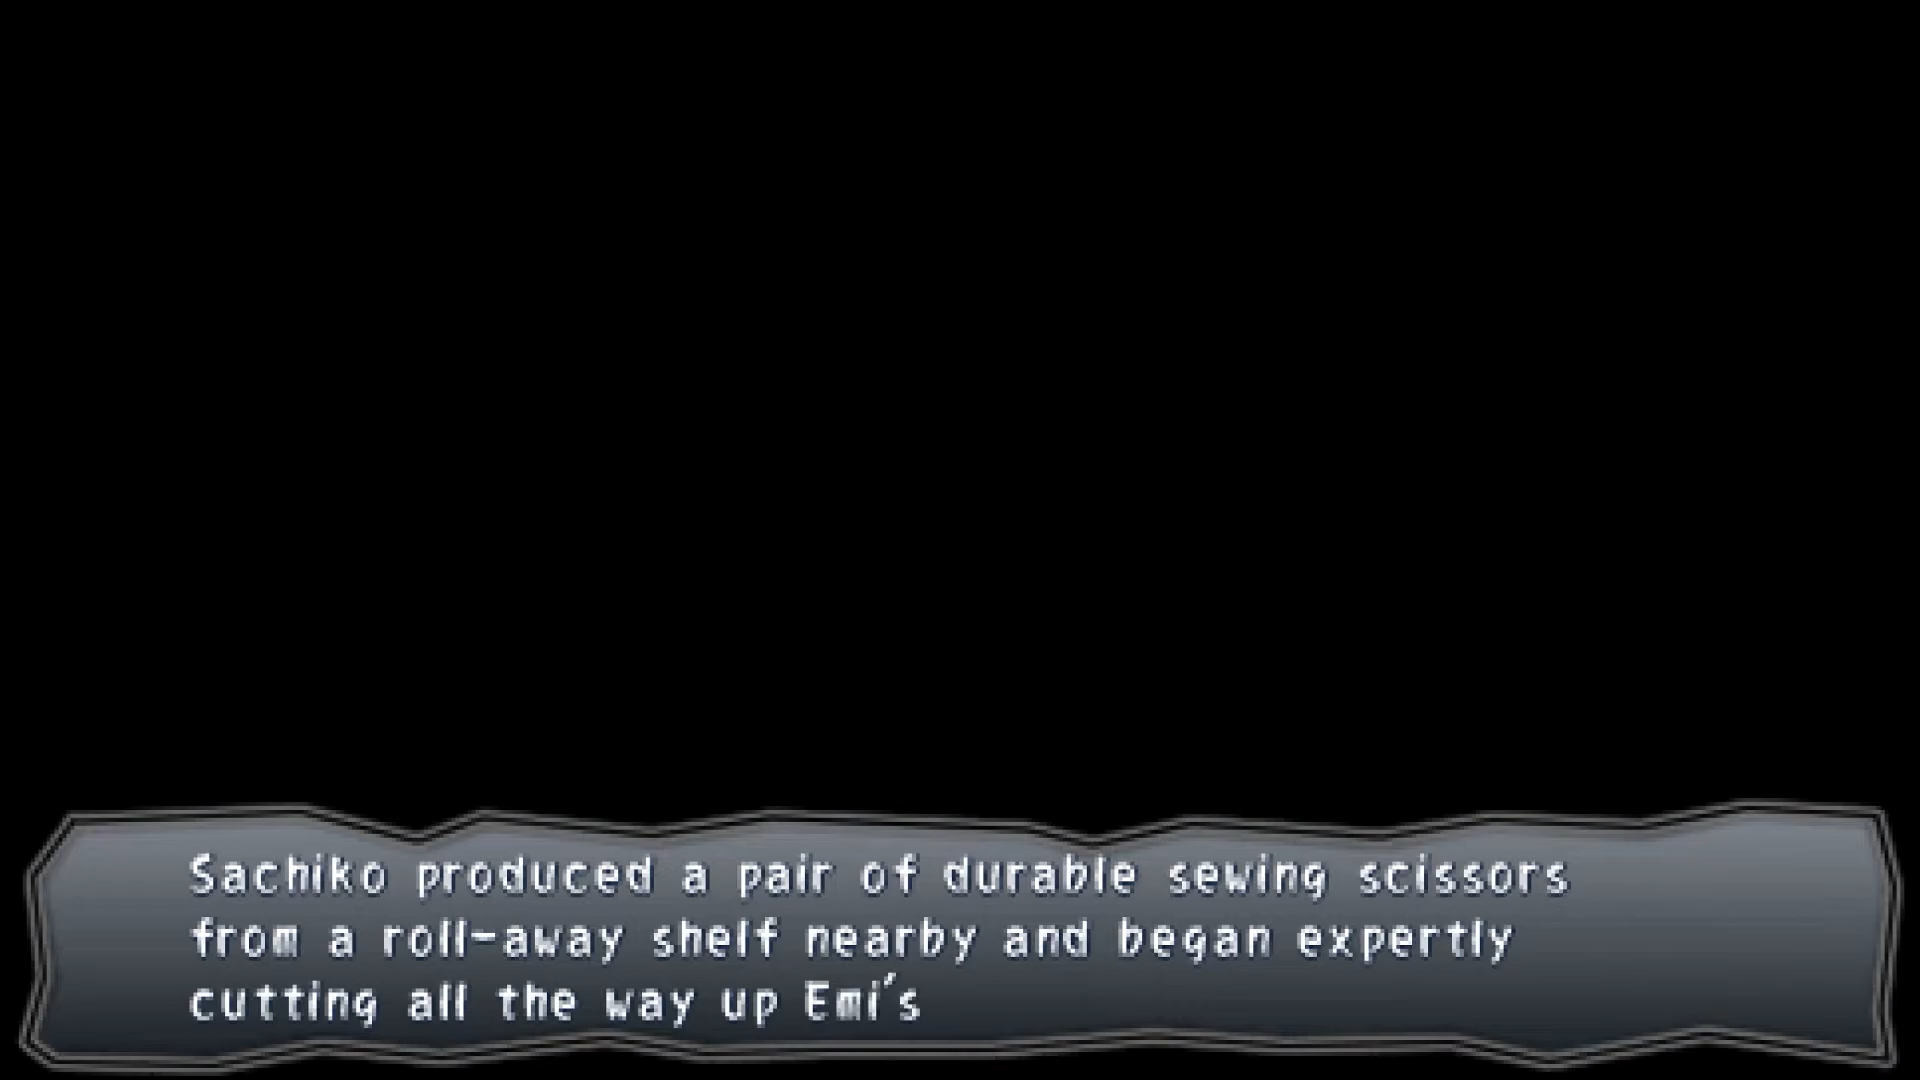 Sachiko produced a pair of durable sewing scissors
from a roll-away shelf nearby and began expertly
cutting all the way up Emi's